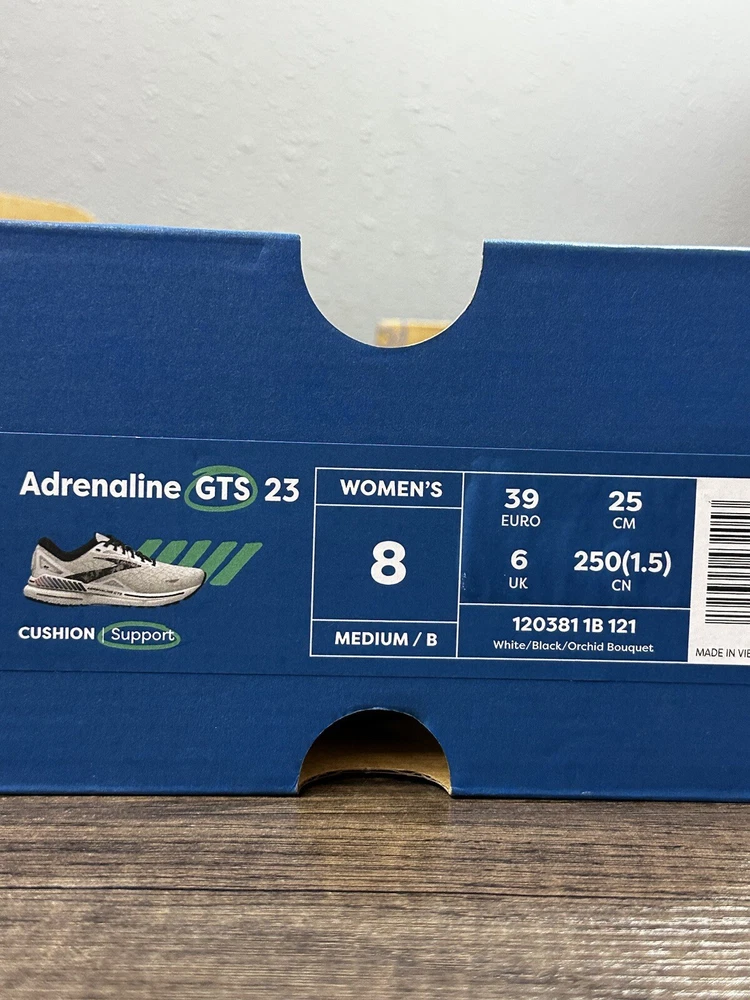 Adrenaline GTS 23
CUSHION | Support
WOMEN'S
8
MEDIUM / B
39
EURO
25
CM
6
UK
250(1.5)
CN
120381 1B 121
White/Black/Orchid Bouquet
MADE IN